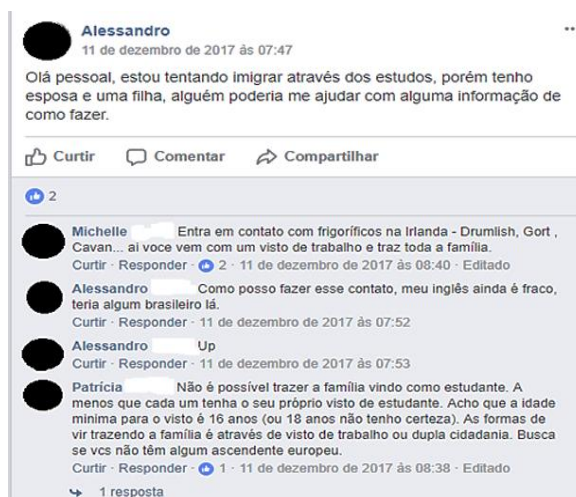 Alessandro
11 de dezembro de 2017 às 07:47
Olá pessoal, estou tentando imigrar através dos estudos, porém tenho
esposa e uma filha, alguém poderia me ajudar com alguma informação de
como fazer.
Curtir Comentar Compartilhar
2
Michelle Entra em contato com frigoríficos na Irlanda - Drumlish, Gort ,
Cavan... ai voce vem com um visto de trabalho e traz toda a família.
Curtir · Responder · 2 · 11 de dezembro de 2017 às 08:40 · Editado
Alessandro Como posso fazer esse contato, meu inglês ainda é fraco,
teria algum brasileiro lá.
Curtir · Responder · 11 de dezembro de 2017 às 07:52
Alessandro Up
Curtir · Responder · 11 de dezembro de 2017 às 07:53
Patrícia Não é possível trazer a família vindo como estudante. A
menos que cada um tenha o seu próprio visto de estudante. Acho que a idade
minima para o visto é 16 anos (ou 18 anos não tenho certeza). As formas de
vir trazendo a família é através de visto de trabalho ou dupla cidadania. Busca
se vcs não têm algum ascendente europeu.
Curtir · Responder · 1 · 11 de dezembro de 2017 às 08:38 · Editado
1 resposta